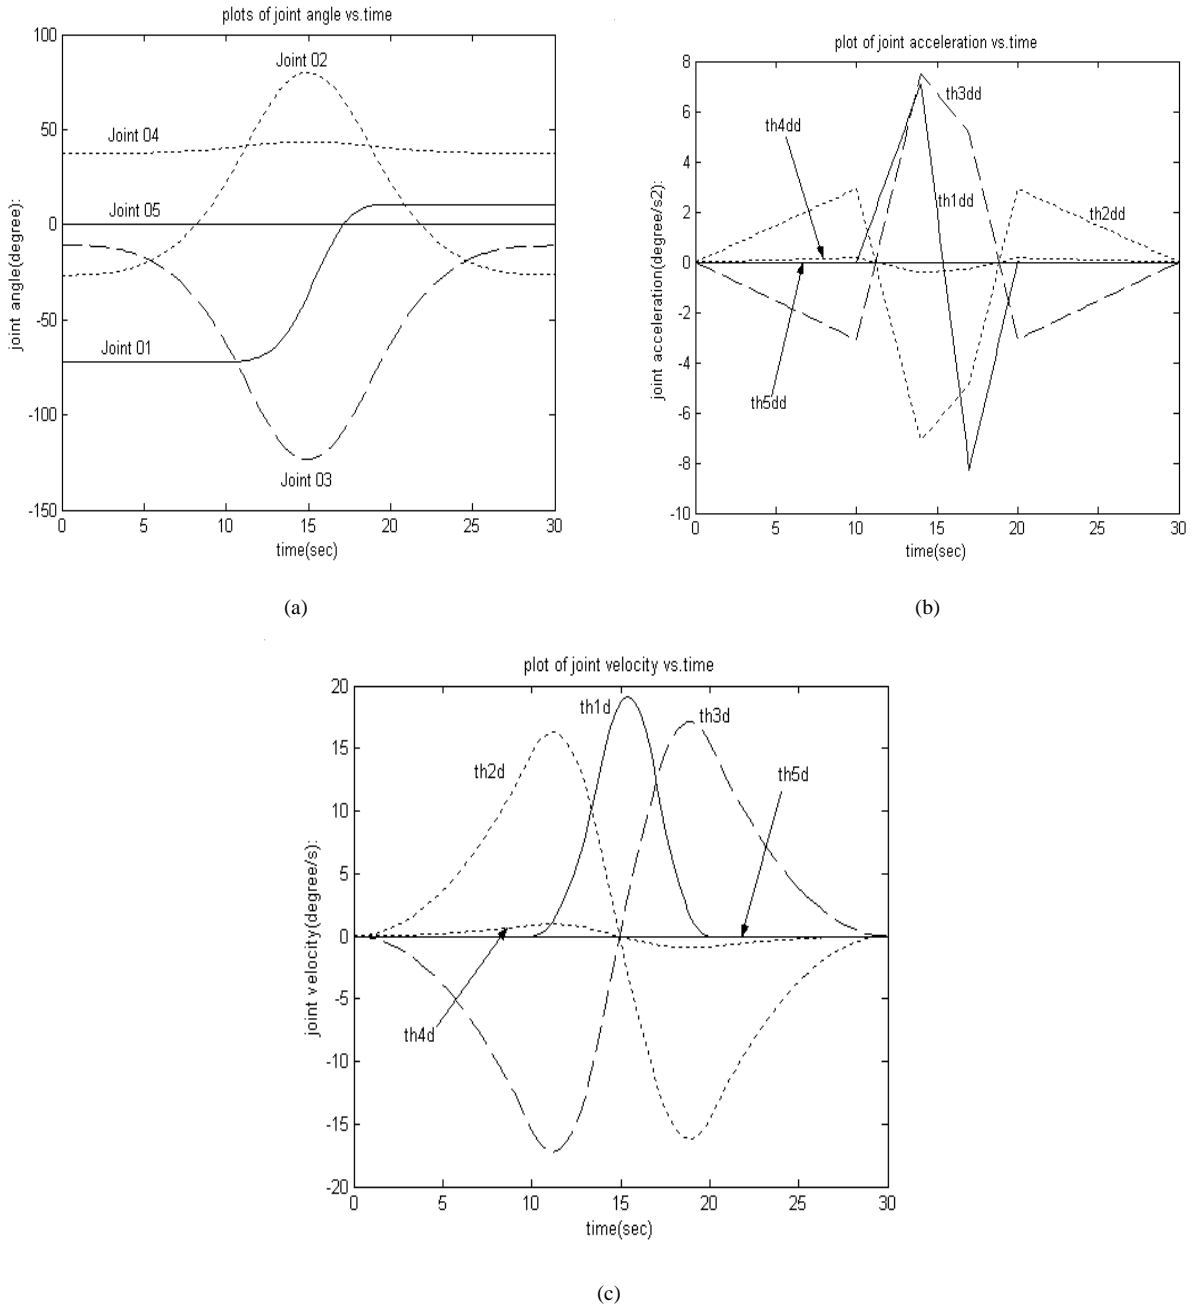 plots of joint angle vs.time
100
50
0
-50
-100
-150
joint angle(degree):
Joint 02
Joint 04
Joint 05
Joint 01
Joint 03
0 5 10 15 20 25 30
time(sec)
(a)
plot of joint acceleration vs.time
8
6
4
2
0
-2
-4
-6
-8
-10
joint acceleration(degree/s2):
th3dd
th4dd
th1dd
th2dd
th5dd
0 5 10 15 20 25 30
time(sec)
(b)
plot of joint velocity vs.time
20
15
10
5
0
-5
-10
-15
-20
joint velocity(degree/s):
th1d
th3d
th2d
th5d
th4d
0 5 10 15 20 25 30
time(sec)
(c)